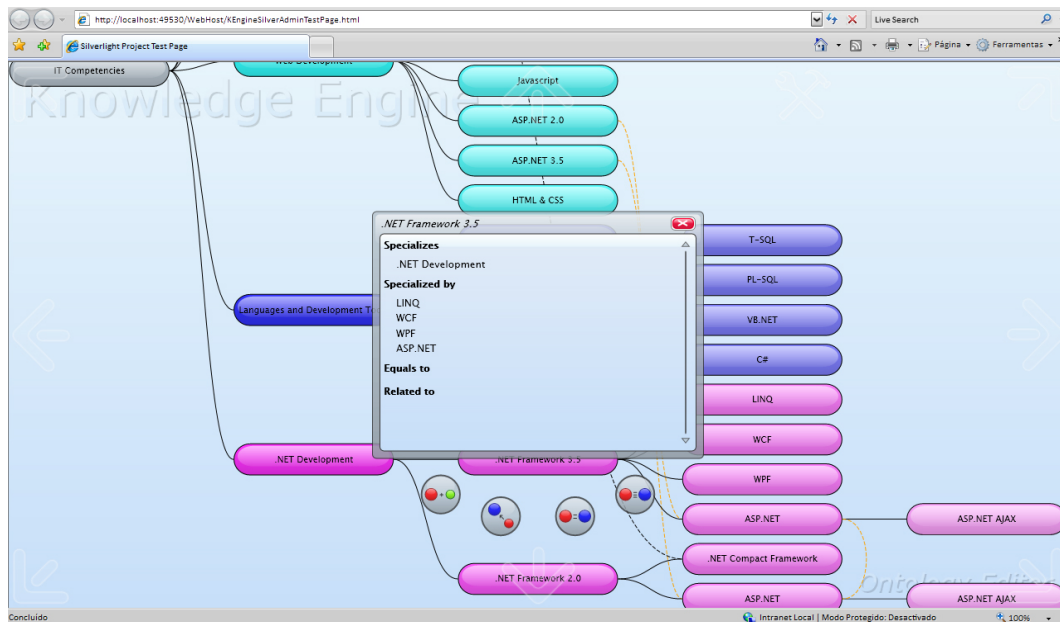 http://localhost:49530/WebHost/KEngineSilverAdminTestPage.html
Live Search
Silverlight Project Test Page
Página
Ferramentas
IT Competencies
Web Development
Knowledge Engine
Javascript
ASP.NET 2.0
ASP.NET 3.5
HTML & CSS
.NET Framework 3.5
Specializes
.NET Development
Specialized by
LINQ
WCF
WPF
ASP.NET
Equals to
Related to
T-SQL
PL-SQL
Languages and Development T
VB.NET
C#
LINQ
WCF
.NET Development
.NET Framework 3.5
WPF
ASP.NET
ASP.NET AJAX
.NET Compact Framework
.NET Framework 2.0
Ontology Editor
ASP.NET
ASP.NET AJAX
Concluído
Intranet Local | Modo Protegido: Desactivado
100%